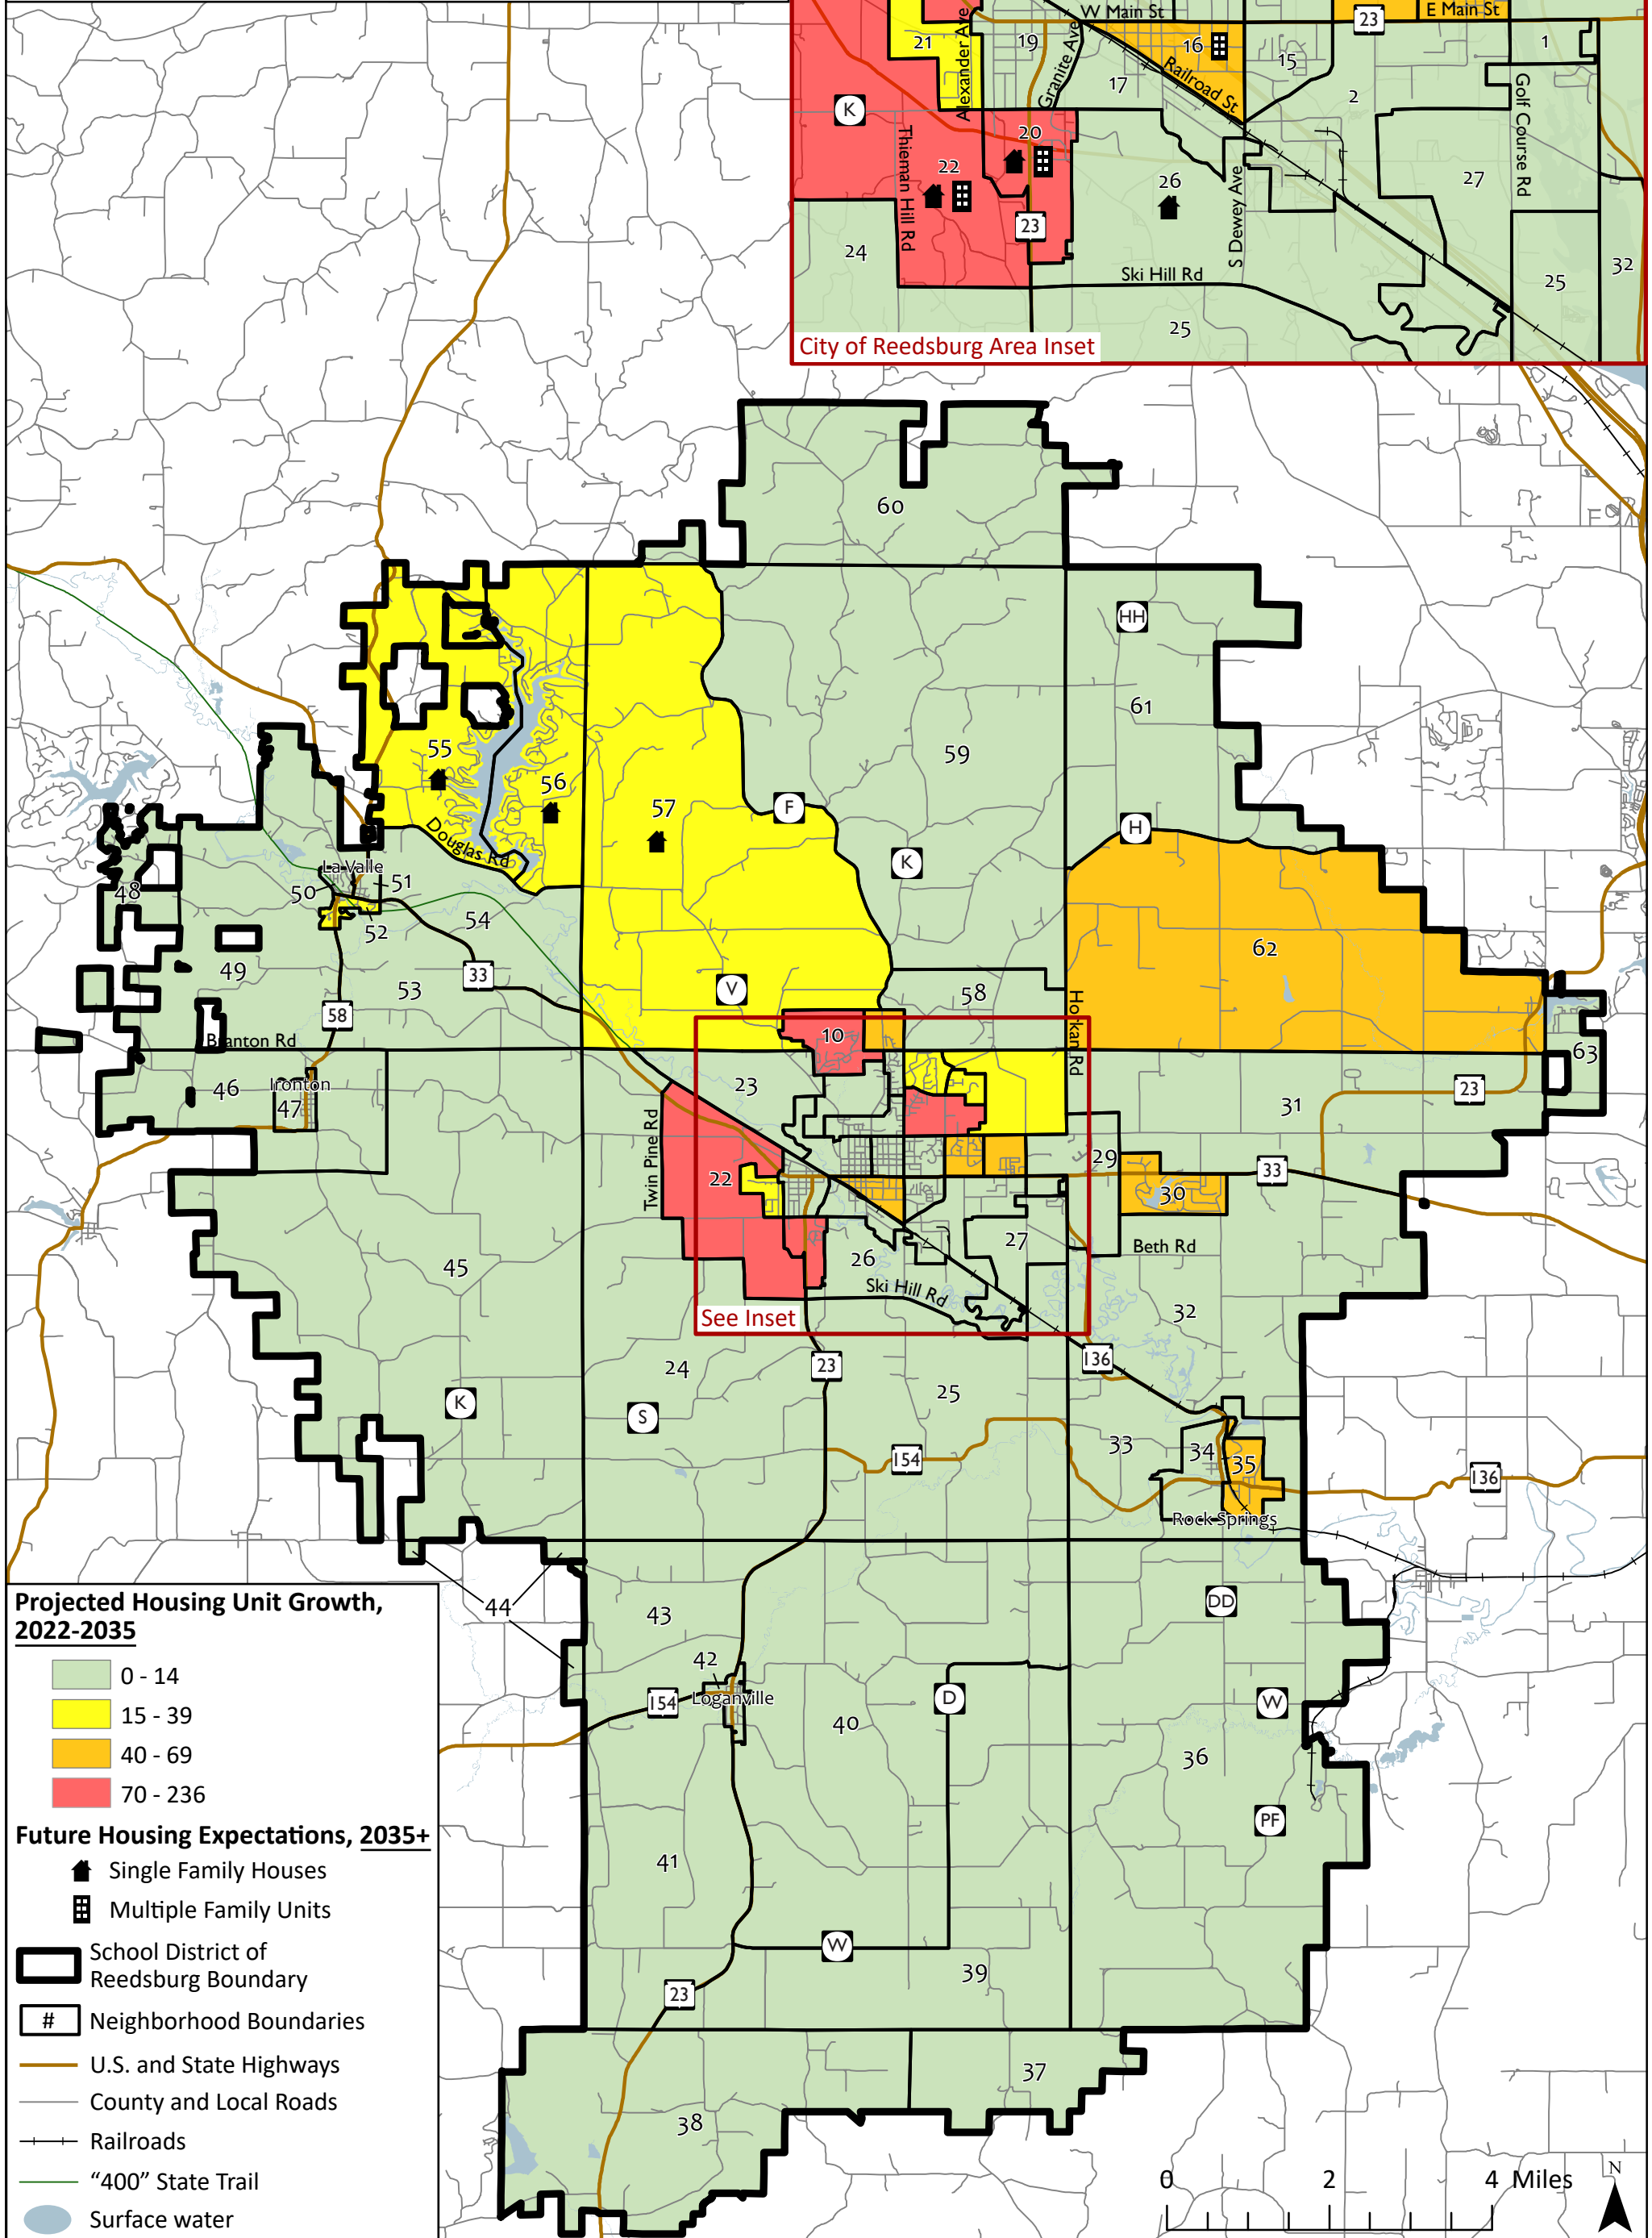 W Main St
23
E Main St
21
Alexander Ave
19
Granite Ave
16
Railroad St
15
1
17
2
Golf Course Rd
K
Thieman Hill Rd
20
22
26
27
S Dewey Ave
23
24
Ski Hill Rd
25
25
32
City of Reedsburg Area Inset
60
HH
61
59
55
56
57
F
H
K
Douglas Rd
La Valle
50
51
48
52
54
62
49
53
33
V
58
58
Horkan Rd
Branton Rd
10
63
46
Ironton
47
23
31
23
Twin Pine Rd
22
29
33
30
27
26
Beth Rd
45
Ski Hill Rd
See Inset
32
24
23
136
25
K
S
33
34
35
154
136
Rock Springs
Projected Housing Unit Growth,
2022-2035
0 - 14
15 - 39
40 - 69
70 - 236
Future Housing Expectations, 2035+
Single Family Houses
Multiple Family Units
School District of
Reedsburg Boundary
# Neighborhood Boundaries
U.S. and State Highways
County and Local Roads
Railroads
“400” State Trail
Surface water
44
43
DD
42
154
Loganville
D
W
40
36
PF
41
W
39
23
37
38
0 2 4 Miles
N